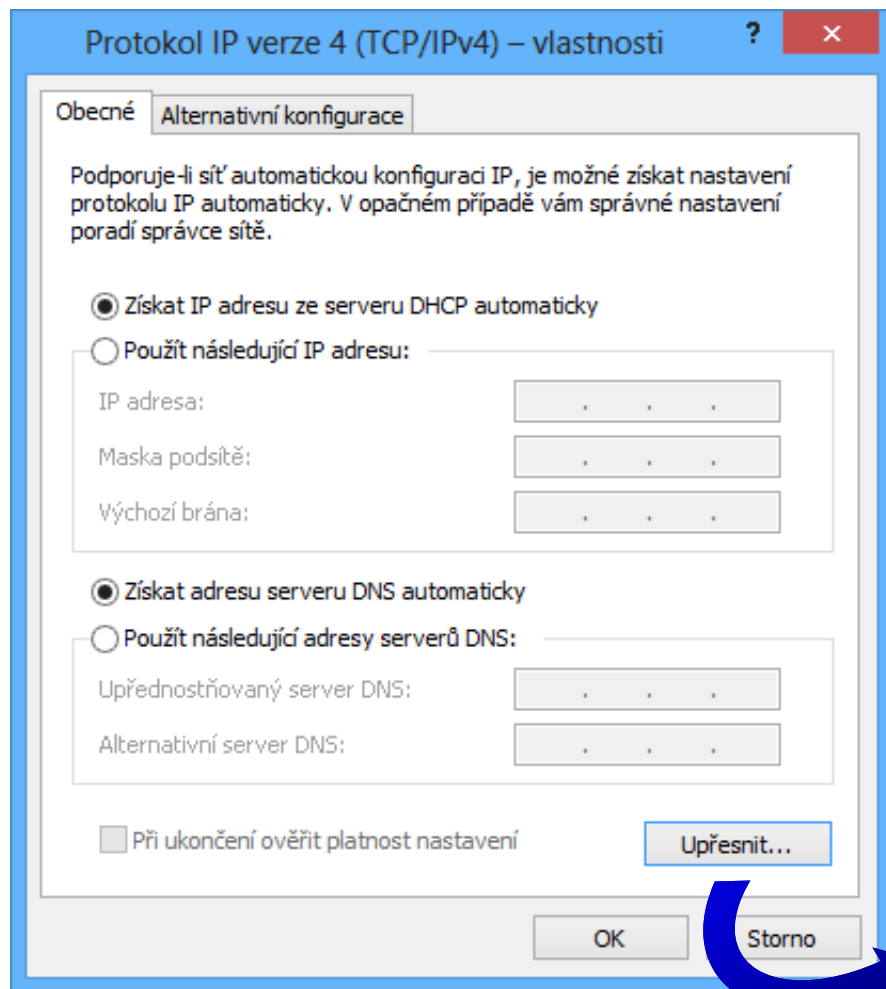 Protokol IP verze 4 (TCP/IPv4) – vlastnosti
?
Obecné
Alternativní konfigurace
Podporuje-li síť automatickou konfiguraci IP, je možné získat nastavení
protokolu IP automaticky. V opačném případě vám správné nastavení
poradí správce sítě.
Získat IP adresu ze serveru DHCP automaticky
Použít následující IP adresu:
IP adresa:
Maska podsítě:
Výchozí brána:
Získat adresu serveru DNS automaticky
Použít následující adresy serverů DNS:
Upřednostňovaný server DNS:
Alternativní server DNS:
Při ukončení ověřit platnost nastavení
Upřesnit...
OK
Storno